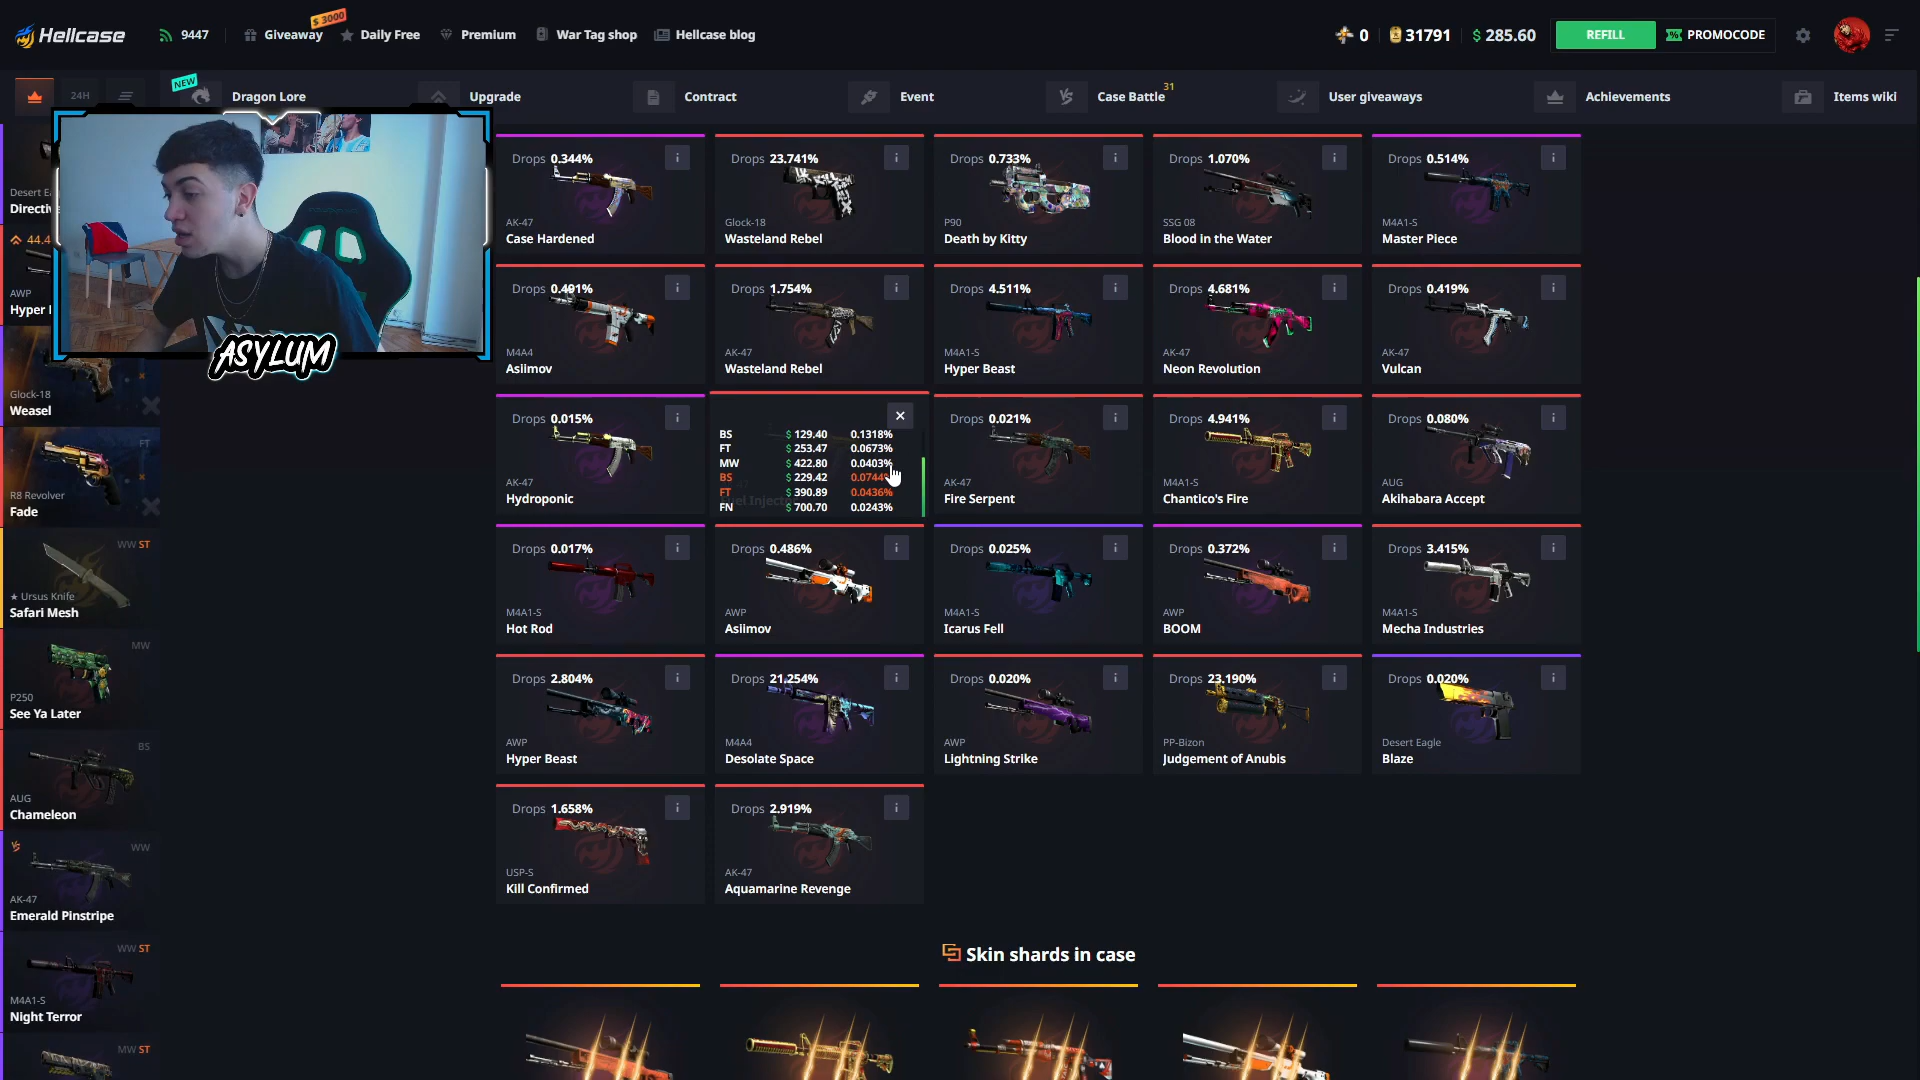 Hellcase
9447
Giveaway
$ 3000
Daily Free
Premium
War Tag shop
Hellcase blog
0
31791
$ 285.60
REFILL
% PROMOCODE
24H
NEW
Dragon Lore
Upgrade
Contract
Event
Case Battle
31
User giveaways
Achievements
Items wiki
ASYLUM
Desert Ea
Directiv
44.4
AWP
Hyper
Glock-18
Weasel
FT
R8 Revolver
Fade
WW ST
★ Ursus Knife
Safari Mesh
MW
P250
See Ya Later
BS
AUG
Chameleon
WW
AK-47
Emerald Pinstripe
WW ST
M4A1-S
Night Terror
MW ST
Drops 0.344%
i
AK-47
Case Hardened
Drops 23.741%
i
Glock-18
Wasteland Rebel
Drops 0.733%
i
P90
Death by Kitty
Drops 1.070%
i
SSG 08
Blood in the Water
Drops 0.514%
i
M4A1-S
Master Piece
Drops 0.491%
i
M4A4
Asiimov
Drops 1.754%
i
AK-47
Wasteland Rebel
Drops 4.511%
i
M4A1-S
Hyper Beast
Drops 4.681%
i
AK-47
Neon Revolution
Drops 0.419%
i
AK-47
Vulcan
Drops 0.015%
i
AK-47
Hydroponic
BS $ 129.40 0.1318%
FT $ 253.47 0.0673%
MW $ 422.80 0.0403%
BS $ 229.42 0.0744%
FT $ 390.89 0.0436%
FN $ 700.70 0.0243%
Fuel Injector
Drops 0.021%
i
AK-47
Fire Serpent
Drops 4.941%
i
M4A1-S
Chantico's Fire
Drops 0.080%
i
AUG
Akihabara Accept
Drops 0.017%
i
M4A1-S
Hot Rod
Drops 0.486%
i
AWP
Asiimov
Drops 0.025%
i
M4A1-S
Icarus Fell
Drops 0.372%
i
AWP
BOOM
Drops 3.415%
i
M4A1-S
Mecha Industries
Drops 2.804%
i
AWP
Hyper Beast
Drops 21.254%
i
M4A4
Desolate Space
Drops 0.020%
i
AWP
Lightning Strike
Drops 23.190%
i
PP-Bizon
Judgement of Anubis
Drops 0.020%
i
Desert Eagle
Blaze
Drops 1.658%
i
USP-S
Kill Confirmed
Drops 2.919%
i
AK-47
Aquamarine Revenge
Skin shards in case